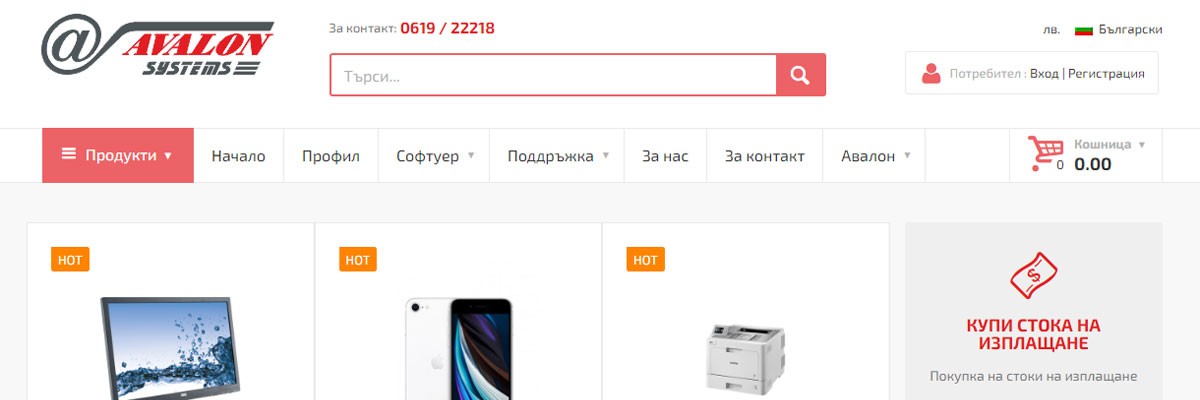 @ AVALON
SYSTEMS
За контакт: 0619 / 22218
лв. Български
Търси...
Потребител : Вход | Регистрация
Продукти ▼
Начало
Профил
Софтуер ▼
Поддръжка ▼
За нас
За контакт
Авалон ▼
Кошница ▼
0 0.00
HOT
HOT
HOT
$
КУПИ СТОКА НА
ИЗПЛАЩАНЕ
Покупка на стоки на изплащане